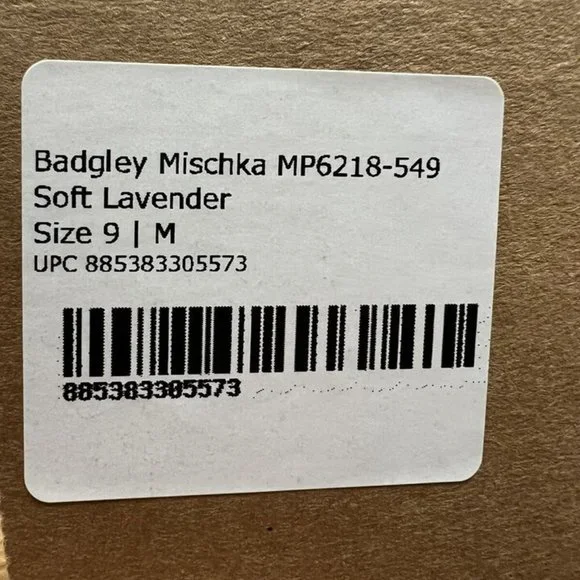 Badgley Mischka MP6218-549
Soft Lavender
Size 9 | M
UPC 885383305573
885383305573